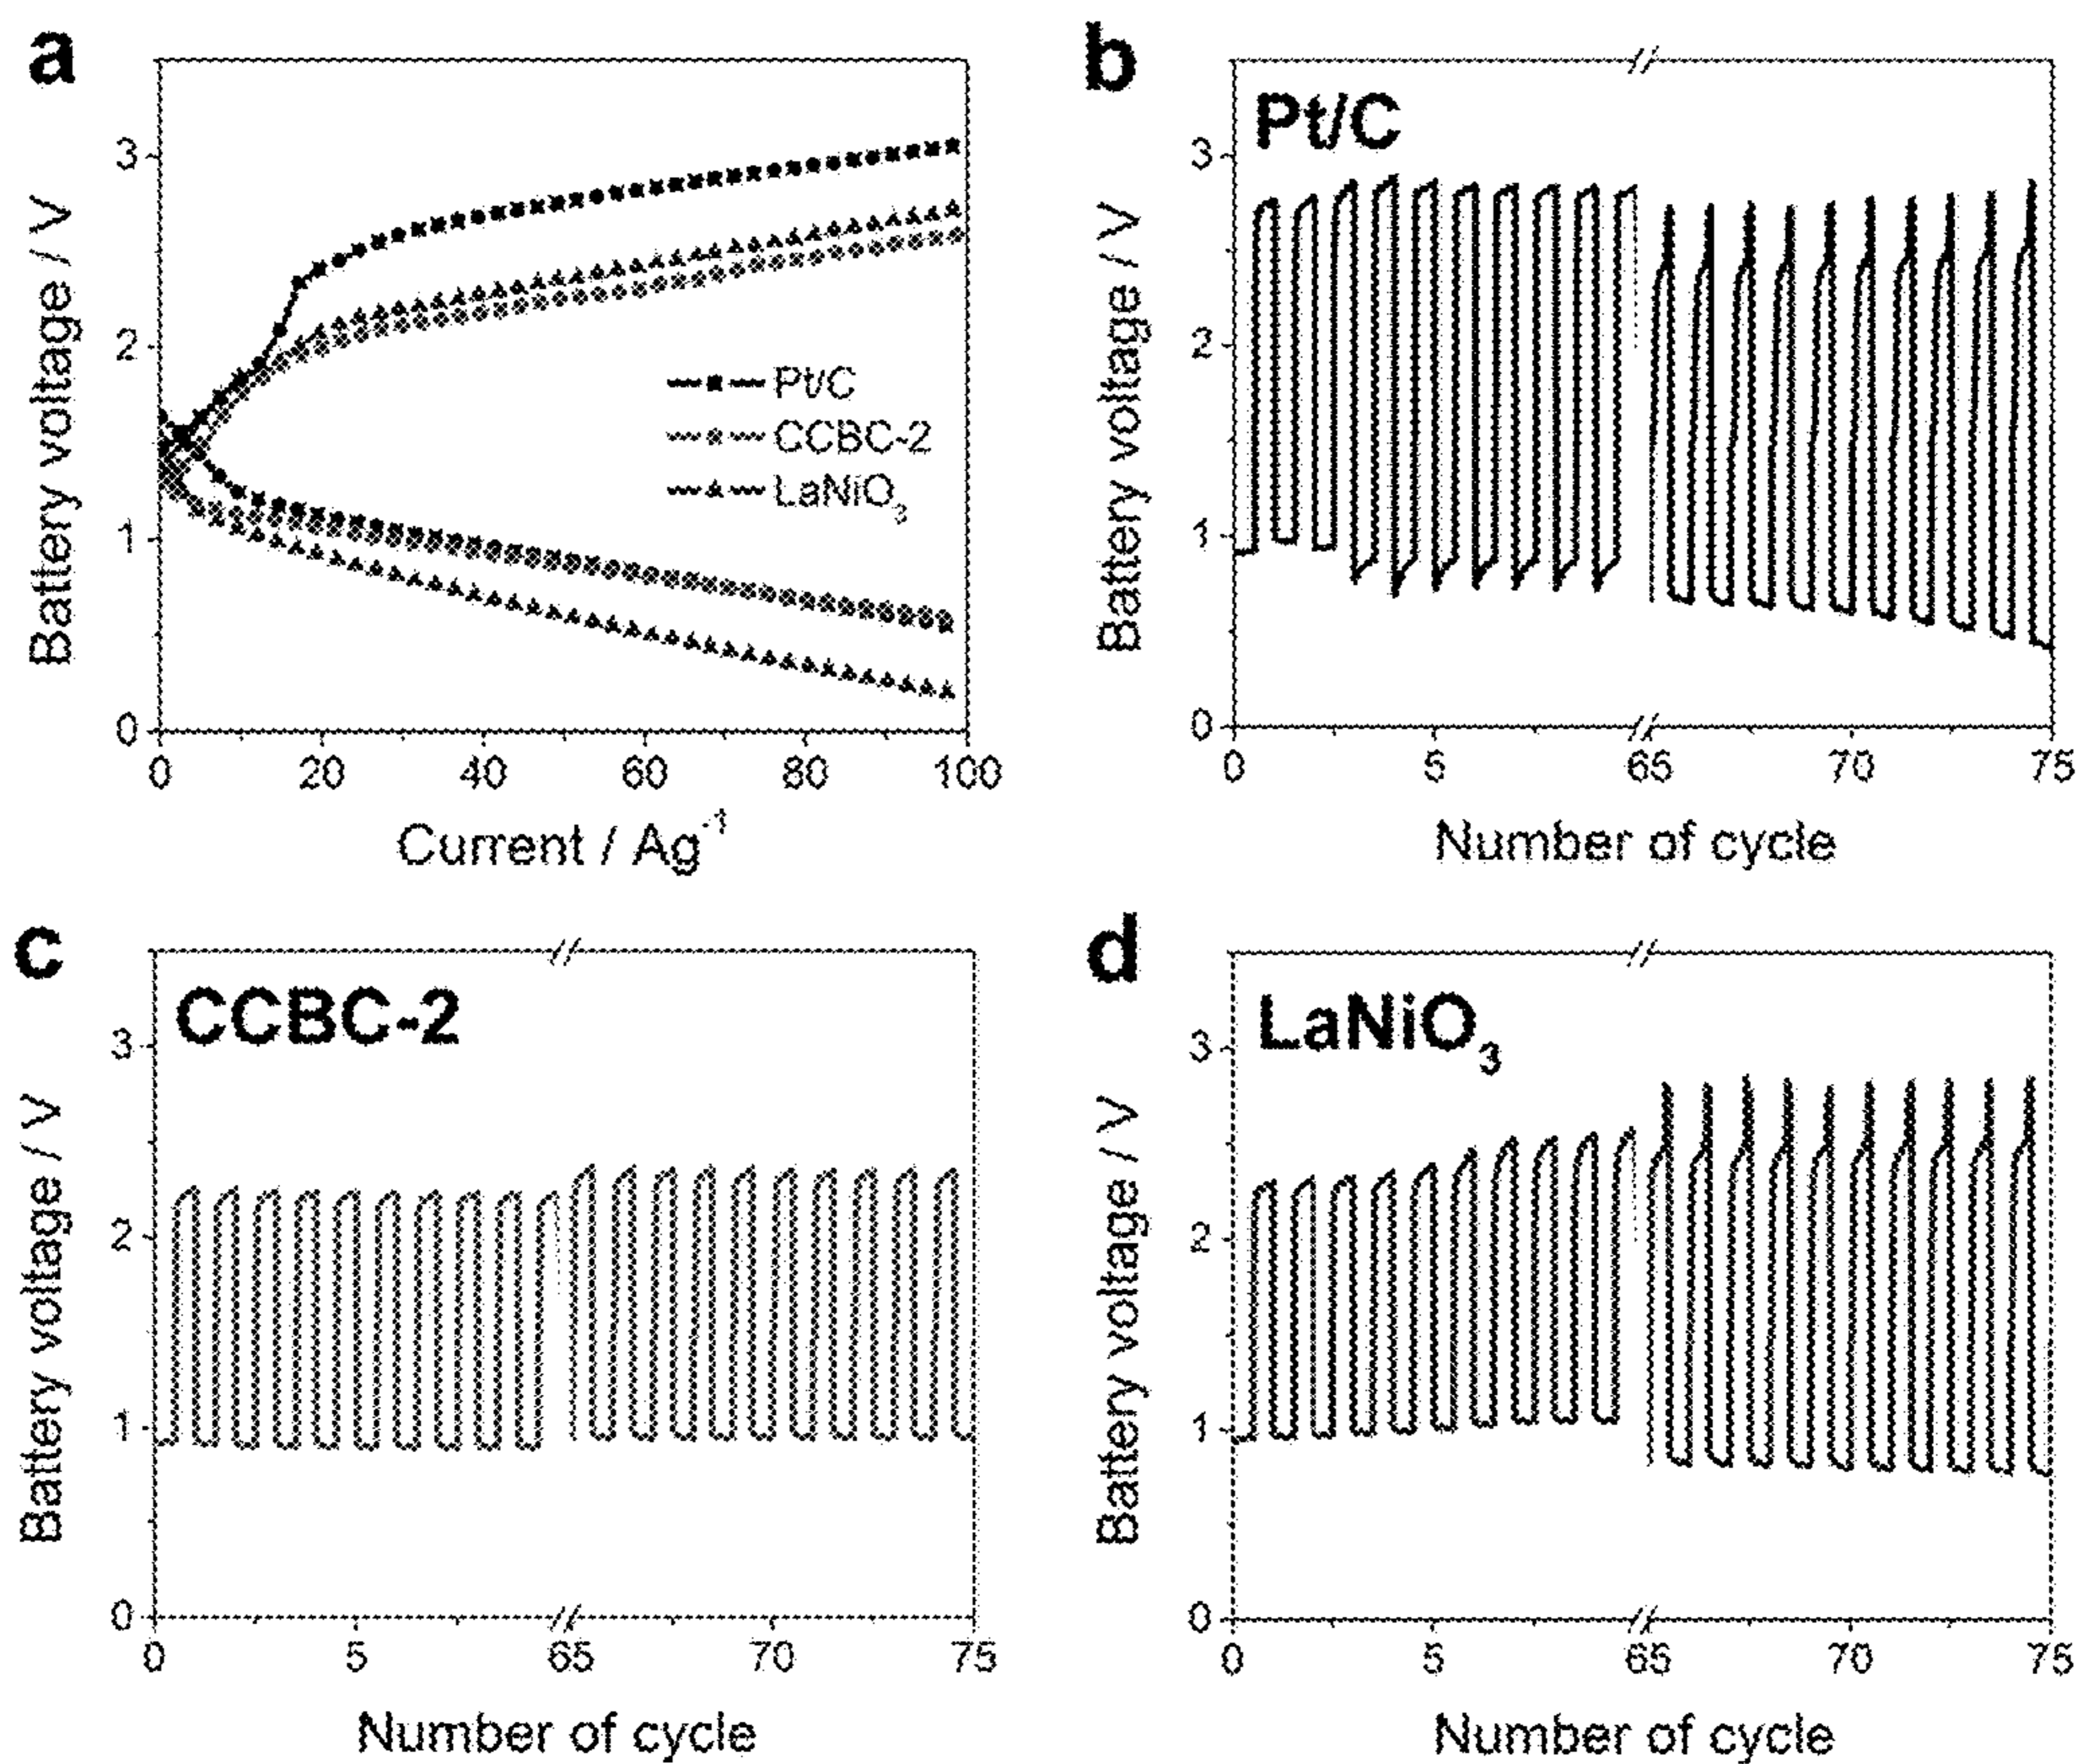 a
Battery voltage / V
3
2
1
0
0 20 40 60 80 100
Current / Ag⁻¹
Pt/C
CCBC-2
LaNiO₃
b
Pt/C
Battery voltage / V
3
2
1
0
0 5 65 70 75
Number of cycle
c
CCBC-2
Battery voltage / V
3
2
1
0
0 5 65 70 75
Number of cycle
d
LaNiO₃
Battery voltage / V
3
2
1
0
0 5 65 70 75
Number of cycle